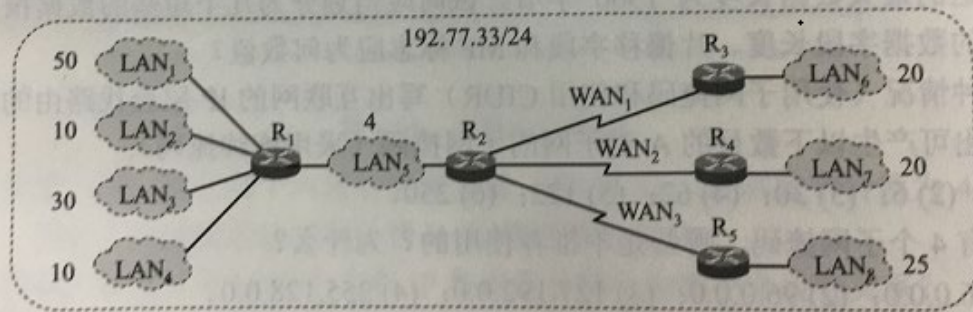 192.77.33/24
50 LAN₁
10 LAN₂
30 LAN₃
10 LAN₄
R₁
4
LAN₅
R₂
WAN₁
WAN₂
WAN₃
R₃
LAN₆ 20
R₄
LAN₇ 20
R₅
LAN₈ 25